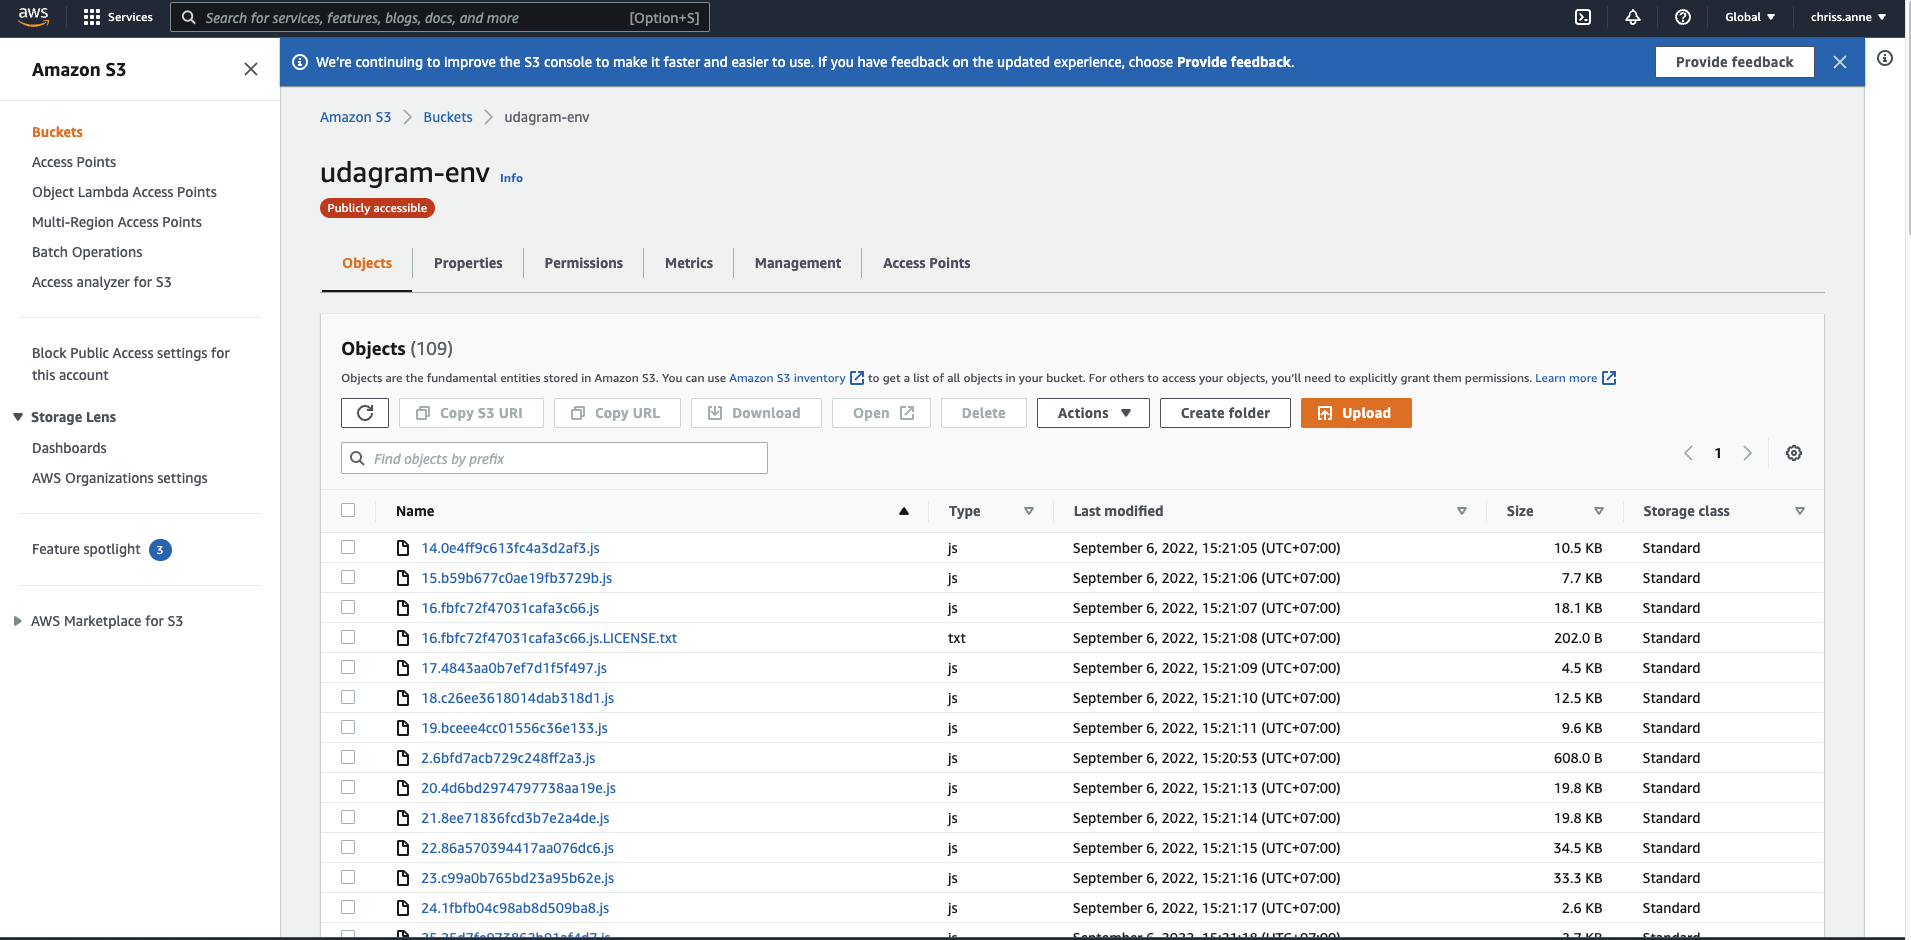 aws Services Search for services, features, blogs, docs, and more [Option+S] Global chriss.anne
Amazon S3
We're continuing to improve the S3 console to make it faster and easier to use. If you have feedback on the updated experience, choose Provide feedback. Provide feedback
Buckets
Access Points
Object Lambda Access Points
Multi-Region Access Points
Batch Operations
Access analyzer for S3
Block Public Access settings for
this account
Storage Lens
Dashboards
AWS Organizations settings
Feature spotlight 3
AWS Marketplace for S3
Amazon S3 Buckets udagram-env
udagram-env Info
Publicly accessible
Objects Properties Permissions Metrics Management Access Points
Objects (109)
Objects are the fundamental entities stored in Amazon S3. You can use Amazon S3 inventory to get a list of all objects in your bucket. For others to access your objects, you'll need to explicitly grant them permissions. Learn more
Copy S3 URI Copy URL Download Open Delete Actions Create folder Upload
Find objects by prefix 1
Name Type Last modified Size Storage class
14.0e4ff9c613fc4a3d2af3.js js September 6, 2022, 15:21:05 (UTC+07:00) 10.5 KB Standard
15.b59b677c0ae19fb3729b.js js September 6, 2022, 15:21:06 (UTC+07:00) 7.7 KB Standard
16.fbfc72f47031cafa3c66.js js September 6, 2022, 15:21:07 (UTC+07:00) 18.1 KB Standard
16.fbfc72f47031cafa3c66.js.LICENSE.txt txt September 6, 2022, 15:21:08 (UTC+07:00) 202.0 B Standard
17.4843aa0b7ef7d1f5f497.js js September 6, 2022, 15:21:09 (UTC+07:00) 4.5 KB Standard
18.c26ee3618014dab318d1.js js September 6, 2022, 15:21:10 (UTC+07:00) 12.5 KB Standard
19.bceee4cc01556c36e133.js js September 6, 2022, 15:21:11 (UTC+07:00) 9.6 KB Standard
2.6bfd7acb729c248ff2a3.js js September 6, 2022, 15:20:53 (UTC+07:00) 608.0 B Standard
20.4d6bd2974797738aa19e.js js September 6, 2022, 15:21:13 (UTC+07:00) 19.8 KB Standard
21.8ee71836fcd3b7e2a4de.js js September 6, 2022, 15:21:14 (UTC+07:00) 19.8 KB Standard
22.86a570394417aa076dc6.js js September 6, 2022, 15:21:15 (UTC+07:00) 34.5 KB Standard
23.c99a0b765bd23a95b62e.js js September 6, 2022, 15:21:16 (UTC+07:00) 33.3 KB Standard
24.1fbfb04c98ab8d509ba8.js js September 6, 2022, 15:21:17 (UTC+07:00) 2.6 KB Standard